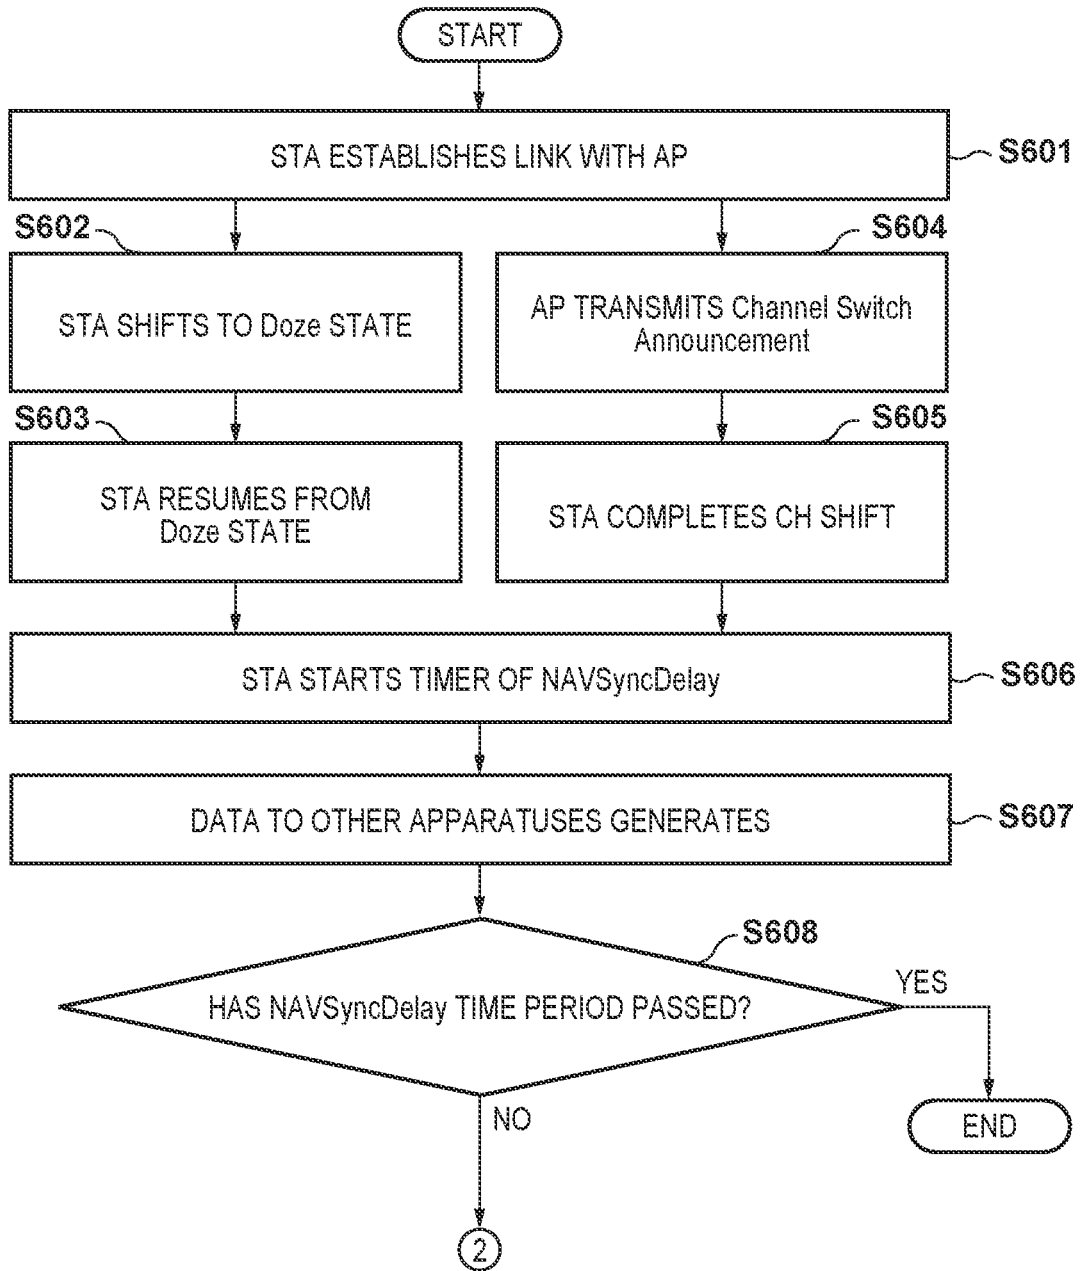 START
STA ESTABLISHES LINK WITH AP
S601
S602
STA SHIFTS TO Doze STATE
S604
AP TRANSMITS Channel Switch
Announcement
S603
STA RESUMES FROM
Doze STATE
S605
STA COMPLETES CH SHIFT
STA STARTS TIMER OF NAVSyncDelay
S606
DATA TO OTHER APPARATUSES GENERATES
S607
S608
HAS NAVSyncDelay TIME PERIOD PASSED?
YES
NO
END
2